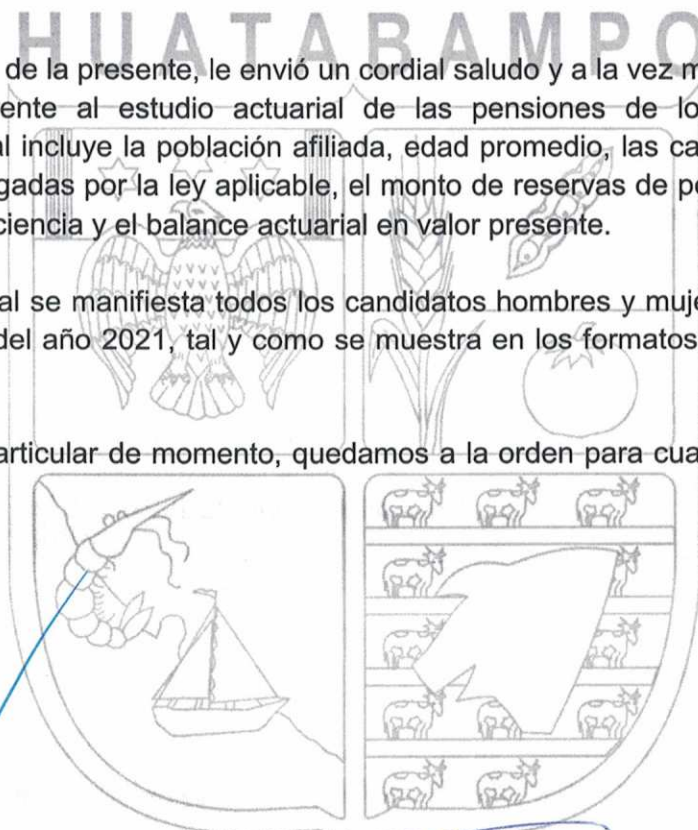 HUATABAMPO
de la presente, le envió un cordial saludo y a la vez m
ente al estudio actuarial de las pensiones de lo
al incluye la población afiliada, edad promedio, las ca
gadas por la ley aplicable, el monto de reservas de p
ciencia y el balance actuarial en valor presente.
al se manifiesta todos los candidatos hombres y muje
del año 2021, tal y como se muestra en los formatos
articular de momento, quedamos a la orden para cua